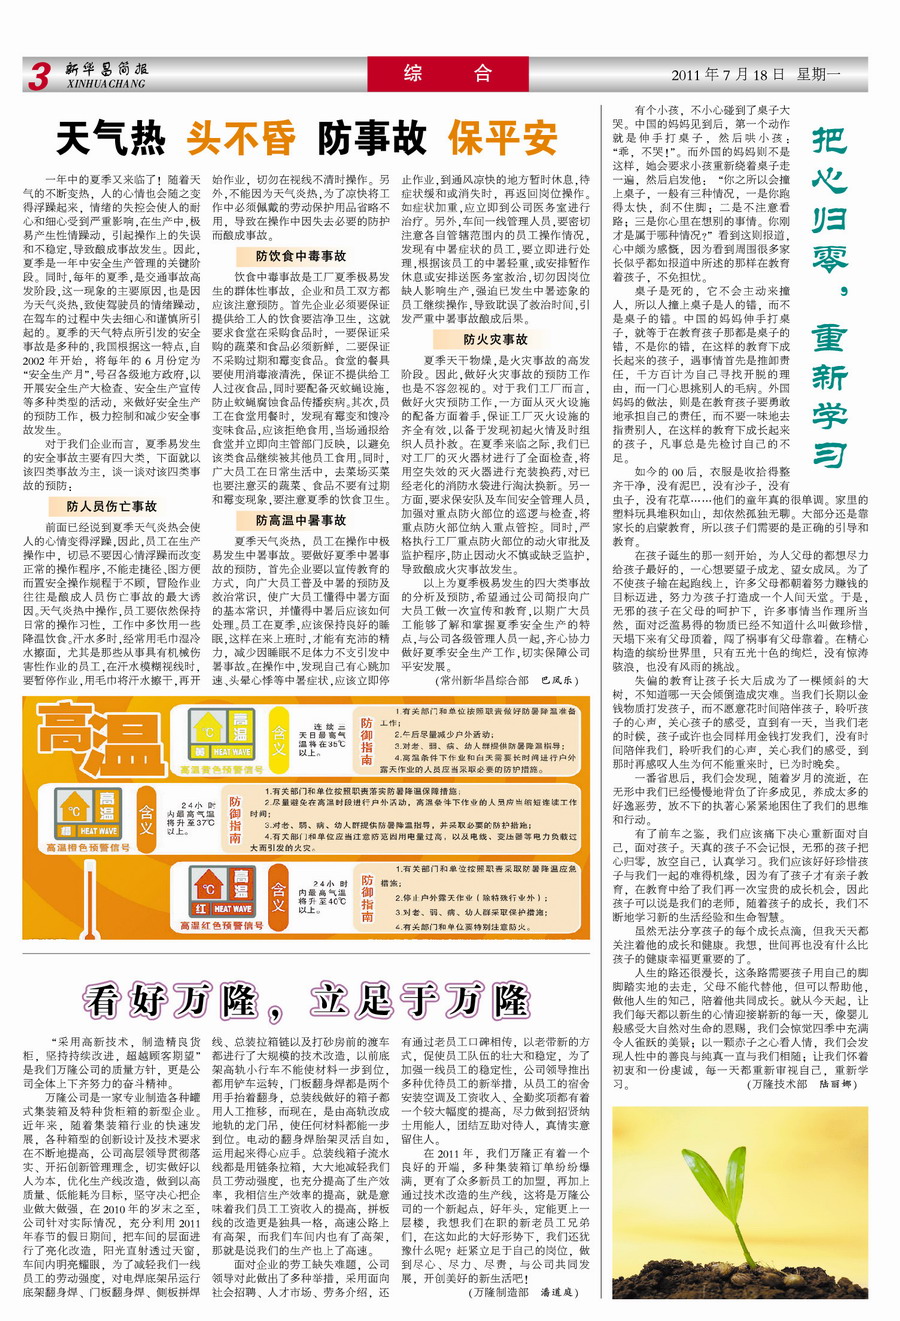 3
新华昌简报
XINHUACHANG
综 合
2011 年 7 月 18 日 星期一
天气热 头不昏 防事故 保平安
一年中的夏季又来临了！随着天
气的不断变热，人的心情也会随之变
得浮躁起来，情绪的失控会使人的耐
心和细心受到严重影响,在生产中,极
易产生性情躁动，引起操作上的失误
和不稳定,导致酿成事故发生。因此，
夏季是一年中安全生产管理的关键阶
段。同时,每年的夏季,是交通事故高
发阶段,这一现象的主要原因,也是因
为天气炎热,致使驾驶员的情绪躁动，
在驾车的过程中失去细心和谨慎所引
起的。夏季的天气特点所引发的安全
事故是多种的,我国根据这一特点,自
2002 年开始，将每年的 6 月份定为
“安全生产月”,号召各级地方政府,以
开展安全生产大检查、安全生产宣传
等多种类型的活动，来做好安全生产
的预防工作，极力控制和减少安全事
故发生。
对于我们企业而言，夏季易发生
的安全事故主要有四大类，下面就以
该四类事故为主，谈一谈对该四类事
故的预防：
防人员伤亡事故
前面已经说到夏季天气炎热会使
人的心情变得浮躁,因此,员工在生产
操作中，切忌不要因心情浮躁而改变
正常的操作程序,不能走捷径、图方便
而置安全操作规程于不顾，冒险作业
往往是酿成人员伤亡事故的最大诱
因。天气炎热中操作,员工要依然保持
日常的操作习性，工作中多饮用一些
降温饮食。汗水多时,经常用毛巾湿冷
水擦面，尤其是那些从事具有机械伤
害性作业的员工,在汗水模糊视线时，
要暂停作业,用毛巾将汗水擦干,再开
始作业，切勿在视线不清时操作。另
外,不能因为天气炎热,为了凉快将工
作中必须佩戴的劳动保护用品省略不
用，导致在操作中因失去必要的防护
而酿成事故。
防饮食中毒事故
饮食中毒事故是工厂夏季极易发
生的群体性事故，企业和员工双方都
应该注意预防。首先企业必须要保证
提供给工人的饮食要洁净卫生，这就
要求食堂在采购食品时，一要保证采
购的蔬菜和食品必须新鲜，二要保证
不采购过期和霉变食品。食堂的餐具
要使用消毒液清洗，保证不提供给工
人过夜食品,同时要配备灭蚊蝇设施，
防止蚊蝇腐蚀食品传播疾病。其次,员
工在食堂用餐时，发现有霉变和馊冷
变味食品,应该拒绝食用,当场通报给
食堂并立即向主管部门反映，以避免
该类食品继续被其他员工食用。同时，
广大员工在日常生活中，去菜场买菜
也要注意买的蔬菜、食品不要有过期
和霉变现象,要注意夏季的饮食卫生。
防高温中暑事故
夏季天气炎热，员工在操作中极
易发生中暑事故。要做好夏季中暑事
故的预防，首先企业要以宣传教育的
方式，向广大员工普及中暑的预防及
救治常识，使广大员工懂得中暑方面
的基本常识，并懂得中暑后应该如何
处理。员工在夏季,应该保持良好的睡
眠,这样在来上班时,才能有充沛的精
力，减少因睡眠不足体力不支引发中
暑事故。在操作中,发现自己有心跳加
速、头晕心悸等中暑症状,应该立即停
止作业,到通风凉快的地方暂时休息,待
症状缓和或消失时，再返回岗位操作。
如症状加重,应立即到公司医务室进行
治疗。另外,车间一线管理人员,要密切
注意各自管辖范围内的员工操作情况，
发现有中暑症状的员工,要立即进行处
理,根据该员工的中暑轻重,或安排暂作
休息或安排送医务室救治,切勿因岗位
缺人影响生产,强迫已发生中暑迹象的
员工继续操作,导致耽误了救治时间,引
发严重中暑事故酿成后果。
防火灾事故
夏季天干物燥,是火灾事故的高发
阶段。因此,做好火灾事故的预防工作
也是不容忽视的。对于我们工厂而言，
做好火灾预防工作,一方面从灭火设施
的配备方面着手,保证工厂灭火设施的
齐全有效,以备于发现初起火情及时组
织人员扑救。在夏季来临之际,我们已
对工厂的灭火器材进行了全面检查,将
用空失效的灭火器进行充装换药,对已
经老化的消防水袋进行淘汰换新。另一
方面,要求保安队及车间安全管理人员，
加强对重点防火部位的巡逻与检查,将
重点防火部位纳入重点管控。同时,严
格执行工厂重点防火部位的动火审批及
监护程序,防止因动火不慎或缺乏监护，
导致酿成火灾事故发生。
以上为夏季极易发生的四大类事故
的分析及预防,希望通过公司简报向广
大员工做一次宣传和教育,以期广大员
工能够了解和掌握夏季安全生产的特
点,与公司各级管理人员一起,齐心协力
做好夏季安全生产工作,切实保障公司
平安发展。
(常州新华昌综合部 巴凤乐)
高温
黄
高温
HEAT WAVE
高温黄色预警信号
含义
连续三
天日最高气
温将在35℃
以上。
防御指南
1.有关部门和单位按照职责做好防暑降温准备
工作；
2.午后尽量减少户外活动；
3.对老、弱、病、幼人群提供防暑降温指导；
4.高温条件下作业和白天需要长时间进行户外
露天作业的人员应当采取必要的防护措施。
橙
高温
HEAT WAVE
高温橙色预警信号
含义
24小时
内最高气温
将升至37℃
以上。
防御指南
1.有关部门和单位按照职责落实防暑降温保障措施；
2.尽量避免在高温时段进行户外活动，高温条件下作业的人员应当缩短连续工作
时间；
3.对老、弱、病、幼人群提供防暑降温指导，并采取必要的防护措施；
4.有关部门和单位应当注意防范因用电量过高，以及电线、变压器等电力负载过
大而引发的火灾。
红
高温
HEAT WAVE
高温红色预警信号
含义
24小时
内最高气温
将升至40℃
以上。
防御指南
1.有关部门和单位按照职责采取防暑降温应急
措施；
2.停止户外露天作业（除特殊行业外）；
3.对老、弱、病、幼人群采取保护措施；
4.有关部门和单位要特别注意防火。
看好万隆，立足于万隆
“采用高新技术，制造精良货
柜，坚持持续改进，超越顾客期望”
是我们万隆公司的质量方针，更是公
司全体上下齐努力的奋斗精神。
万隆公司是一家专业制造各种罐
式集装箱及特种货柜箱的新型企业。
近年来，随着集装箱行业的快速发
展，各种箱型的创新设计及技术要求
在不断地提高，公司高层领导贯彻落
实、开拓创新管理理念，切实做好以
人为本，优化生产线改造，做到以高
质量、低能耗为目标，坚守决心把企
业做大做强，在 2010 年的岁末之至，
公司针对实际情况，充分利用 2011
年春节的假日期间，把车间的层面进
行了亮化改造，阳光直射透过天窗，
车间内明亮耀眼，为了减轻我们一线
员工的劳动强度，对电焊底架吊运行
底架翻身焊、门板翻身焊、侧板拼焊
线、总装拉箱链以及打砂房前的渡车
都进行了大规模的技术改造，以前底
架高轨小行车不能使材料一步到位，
都用铲车运转，门板翻身焊都是两个
用手抬着翻身，总装线做好的箱子都
用人工推移，而现在，是由高轨改成
地轨的龙门吊，使任何材料都能一步
到位。电动的翻身焊胎架灵活自如，
运用起来得心应手。总装线箱子流水
线都是用链条拉箱，大大地减轻我们
员工劳动强度，也充分提高了生产效
率，我相信生产效率的提高，就是意
味着我们员工工资收入的提高，拼板
线的改造更是独具一格，高速公路上
有高架，而我们车间内也有了高架，
那就是说我们的生产也上了高速。
面对企业的劳工缺失难题，公司
领导对此做出了多种举措，采用面向
社会招聘、人才市场、劳务介绍，还
有通过老员工口碑相传，以老带新的方
式，促使员工队伍的壮大和稳定，为了
加强一线员工的稳定性，公司领导推出
多种优待员工的新举措，从员工的宿舍
安装空调及工资收入、全勤奖项都有着
一个较大幅度的提高，尽力做到招贤纳
士用能人，团结互助对待人，真情实意
留住人。
在 2011 年，我们万隆正有着一个
良好的开端，多种集装箱订单纷纷爆
满，更有了众多新员工的加盟，再加上
通过技术改造的生产线，这将是万隆公
司的一个新起点，好年头，定能更上一
层楼，我想我们在职的新老员工兄弟
们，在这如此的大好形势下，我们还犹
豫什么呢？赶紧立足于自己的岗位，做
到尽心、尽力、尽责，与公司共同发
展，开创美好的新生活吧！
(万隆制造部 潘道庭)
把心归零，重新学习
有个小孩，不小心碰到了桌子大
哭。中国的妈妈见到后，第一个动作
就是伸手打桌子，然后哄小孩：
“乖，不哭！”。而外国的妈妈则不是
这样，她会要求小孩重新绕着桌子走
一遍，然后启发他：“你之所以会撞
上桌子，一般有三种情况，一是你跑
得太快，刹不住脚；二是不注意看
路；三是你心里在想别的事情。你刚
才是属于哪种情况？”看到这则报道，
心中颇为感慨，因为看到周围很多家
长似乎都如报道中所述的那样在教育
着孩子，不免担忧。
桌子是死的，它不会主动来撞
人，所以人撞上桌子是人的错，而不
是桌子的错。中国的妈妈伸手打桌
子，就等于在教育孩子那都是桌子的
错，不是你的错，在这样的教育下成
长起来的孩子，遇事情首先是推卸责
任，千方百计为自己寻找开脱的理
由，而一门心思挑别人的毛病。外国
妈妈的做法，则是在教育孩子要勇敢
地承担自己的责任，而不要一味地去
指责别人，在这样的教育下成长起来
的孩子，凡事总是先检讨自己的不
足。
如今的 00 后，衣服是收拾得整
齐干净，没有泥巴，没有沙子，没有
虫子，没有花草……他们的童年真的很单调。家里的
塑料玩具堆积如山，却依然孤独无聊。大部分还是靠
家长的启蒙教育，所以孩子们需要的是正确的引导和
教育。
在孩子诞生的那一刻开始，为人父母的都想尽力
给孩子最好的，一心想要望子成龙、望女成凤。为了
不使孩子输在起跑线上，许多父母都朝着努力赚钱的
目标迈进，努力为孩子打造成一个人间天堂。于是，
无邪的孩子在父母的呵护下，许多事情当作理所当
然，面对泛滥易得的物质已经不知道什么叫做珍惜，
天塌下来有父母顶着，闯了祸事有父母靠着。在精心
构造的缤纷世界里，只有五光十色的绚烂，没有惊涛
骇浪，也没有风雨的挑战。
失偏的教育让孩子长大后成为了一棵倾斜的大
树，不知道哪一天会倾倒造成灾难。当我们长期以金
钱物质打发孩子，而不愿意花时间陪伴孩子，聆听孩
子的心声，关心孩子的感受，直到有一天，当我们老
的时候，孩子或许也会同样用金钱打发我们，没有时
间陪伴我们，聆听我们的心声，关心我们的感受，到
那时再感叹人生为何不能重来时，已为时晚矣。
一番省思后，我们会发现，随着岁月的流逝，在
无形中我们已经慢慢地背负了许多成见，养成太多的
好逸恶劳，放不下的执著心紧紧地困住了我们的思维
和行动。
有了前车之鉴，我们应该痛下决心重新面对自
己，面对孩子。天真的孩子不会记恨，无邪的孩子把
心归零，放空自己，认真学习。我们应该好好珍惜孩
子与我们一起的难得机缘，因为有了孩子才有亲子教
育，在教育中给了我们再一次宝贵的成长机会，因此
孩子可以说是我们的老师，随着孩子的成长，我们不
断地学习新的生活经验和生命智慧。
虽然无法分享孩子的每个成长点滴，但我天天都
关注着他的成长和健康。我想，世间再也没有什么比
孩子的健康幸福更重要的了。
人生的路还很漫长，这条路需要孩子用自己的脚
脚踏实地的去走，父母不能代替他，但可以帮助他，
做他人生的知己，陪着他共同成长。就从今天起，让
我们每天都以新生的心情迎接崭新的每一天，像婴儿
般感受大自然对生命的恩赐，我们会惊觉四季中充满
令人雀跃的美景；以一颗赤子之心看人情，我们会发
现人性中的善良与纯真一直与我们相随；让我们怀着
初衷和一份虔诚，每一天都重新审视自己，重新学
习。 (万隆技术部 陆丽娜)